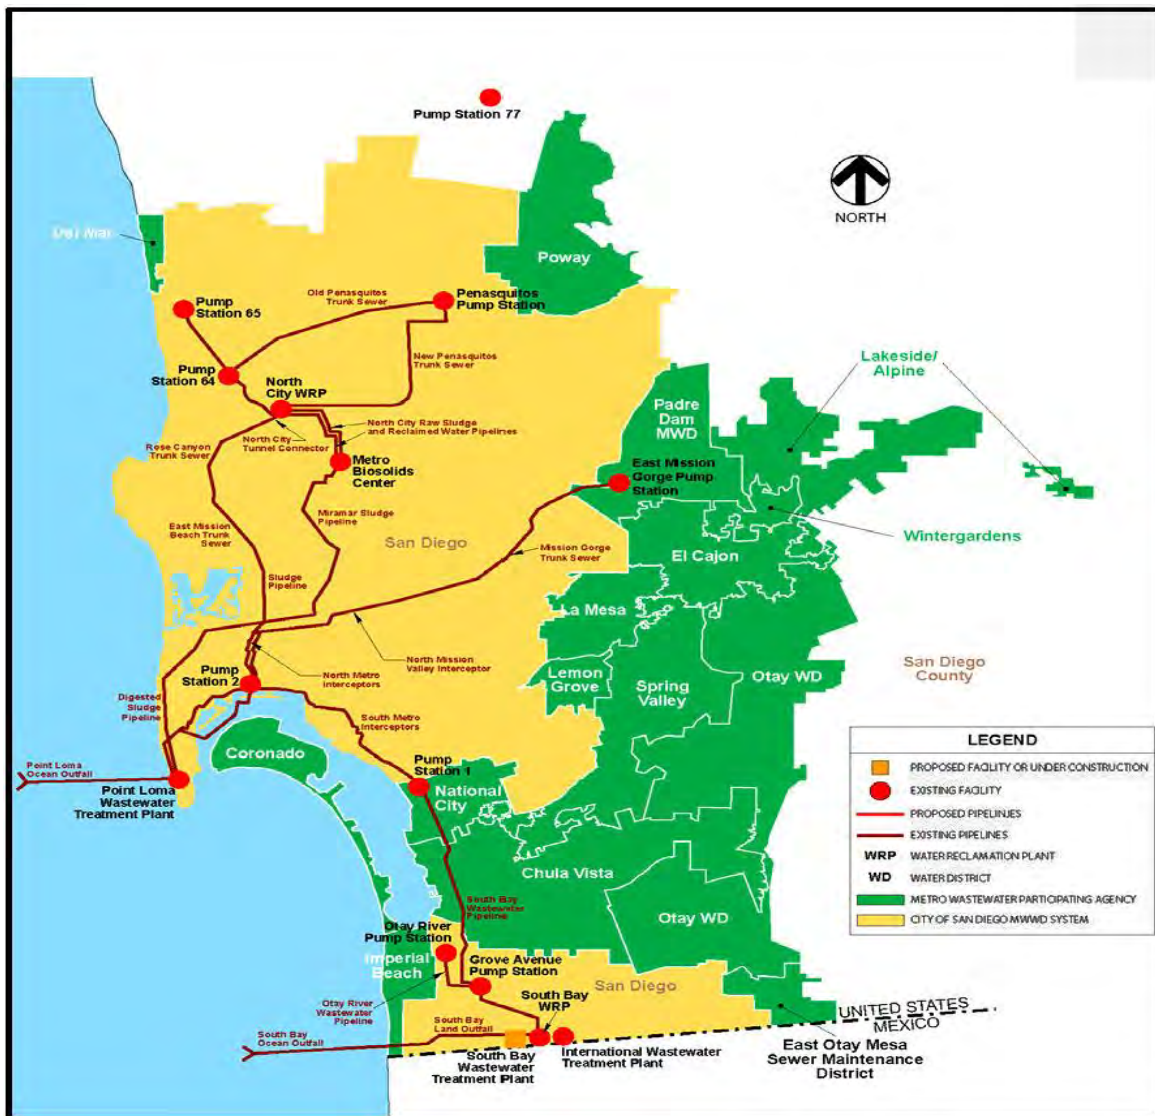 Pump Station 77
NORTH
Del Mar
Poway
Old Penasquitos
Trunk Sewer
Penasquitos
Pump Station
Pump
Station 65
New Penasquitos
Trunk Sewer
Pump
Station 64
North
City WRP
Lakeside/
Alpine
Padre
Dam
MWD
North City Raw Sludge
and Reclaimed Water Pipelines
North City
Tunnel Connector
Rose Canyon
Trunk Sewer
Metro
Biosolids
Center
East Mission
Gorge Pump
Station
Miramar Sludge
Pipeline
East Mission
Beach Trunk
Sewer
San Diego
Mission Gorge
Trunk Sewer
Wintergardens
El Cajon
Sludge
Pipeline
La Mesa
North Mission
Valley Interceptor
Pump
Station 2
North Metro
Interceptors
Lemon
Grove
Spring
Valley
Otay WD
San Diego
County
Digested
Sludge
Pipeline
South Metro
Interceptors
Coronado
Point Loma
Ocean Outfall
Point Loma
Wastewater
Treatment Plant
Pump
Station 1
National
City
LEGEND
PROPOSED FACILITY OR UNDER CONSTRUCTION
EXISTING FACILITY
PROPOSED PIPELINJES
EXISTING PIPELINES
WRP WATER RECLAMATION PLANT
WD WATER DISTRICT
METRO WASTEWATER PARTICIPATING AGENCY
CITY OF SAN DIEGO MWWD SYSTEM
Chula Vista
Otay WD
South Bay
Wastewater
Pipeline
Otay River
Pump Station
Imperial
Beach
Grove Avenue
Pump Station
San Diego
South Bay
WRP
Otay River
Wastewater
Pipeline
South Bay
Land Outfall
South Bay
Ocean Outfall
South Bay
Wastewater
Treatment Plant
International Wastewater
Treatment Plant
UNITED STATES
MEXICO
East Otay Mesa
Sewer Maintenance
District